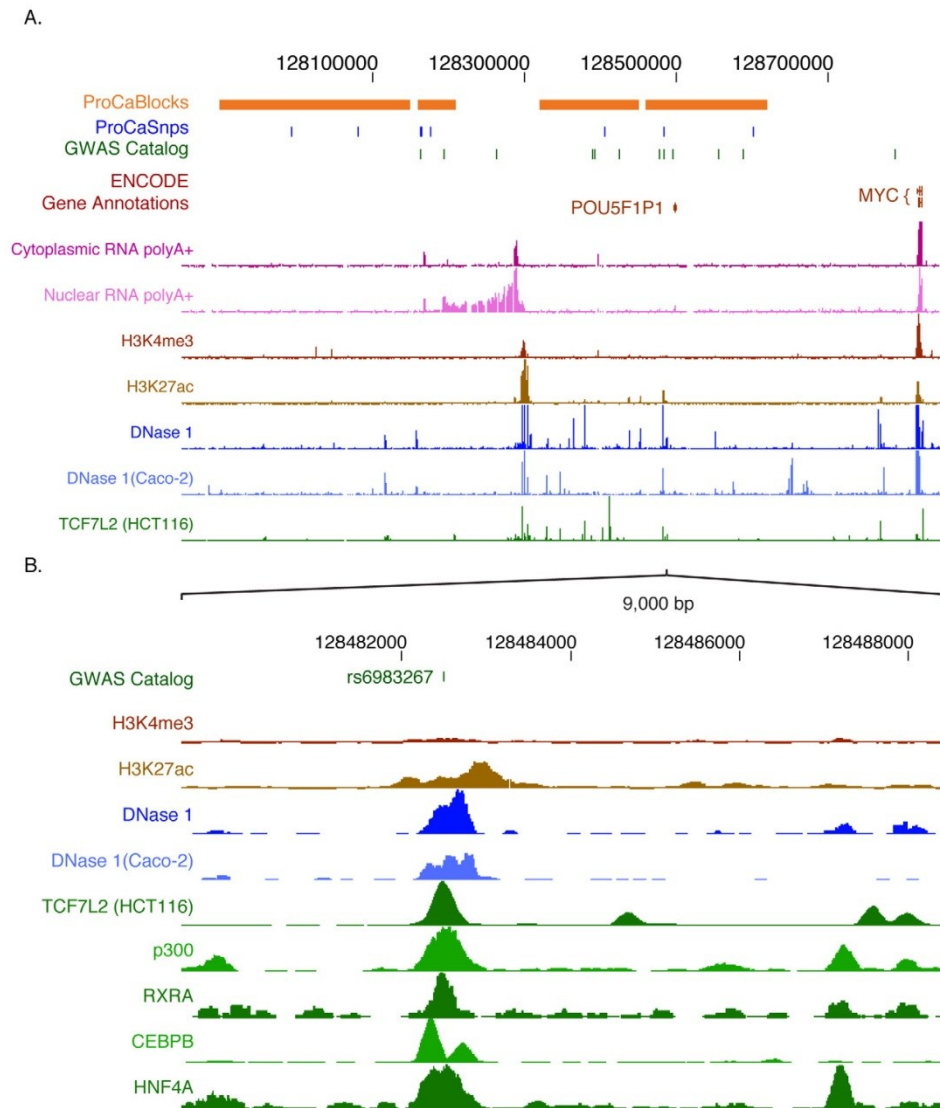 A.
128100000 128300000 128500000 128700000
ProCaBlocks
ProCaSnps
GWAS Catalog
ENCODE
Gene Annotations
POU5F1P1
MYC {
Cytoplasmic RNA polyA+
Nuclear RNA polyA+
H3K4me3
H3K27ac
DNase 1
DNase 1(Caco-2)
TCF7L2 (HCT116)
B.
9,000 bp
128482000 128484000 128486000 128488000
GWAS Catalog
rs6983267
H3K4me3
H3K27ac
DNase 1
DNase 1(Caco-2)
TCF7L2 (HCT116)
p300
RXRA
CEBPB
HNF4A